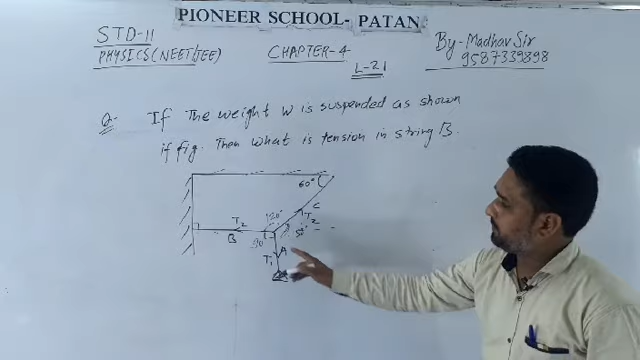 PIONEER SCHOOL- PATAN
STD-11
PHYSICS(NEET/JEE)
CHAPTER-4
L-21
By- Madhav Sir
9587339898
Q- If The weight W is suspended as shown
if fig. Then what is tension in string B.
60°
C
T2
120°
T2
B
90°
A
T1